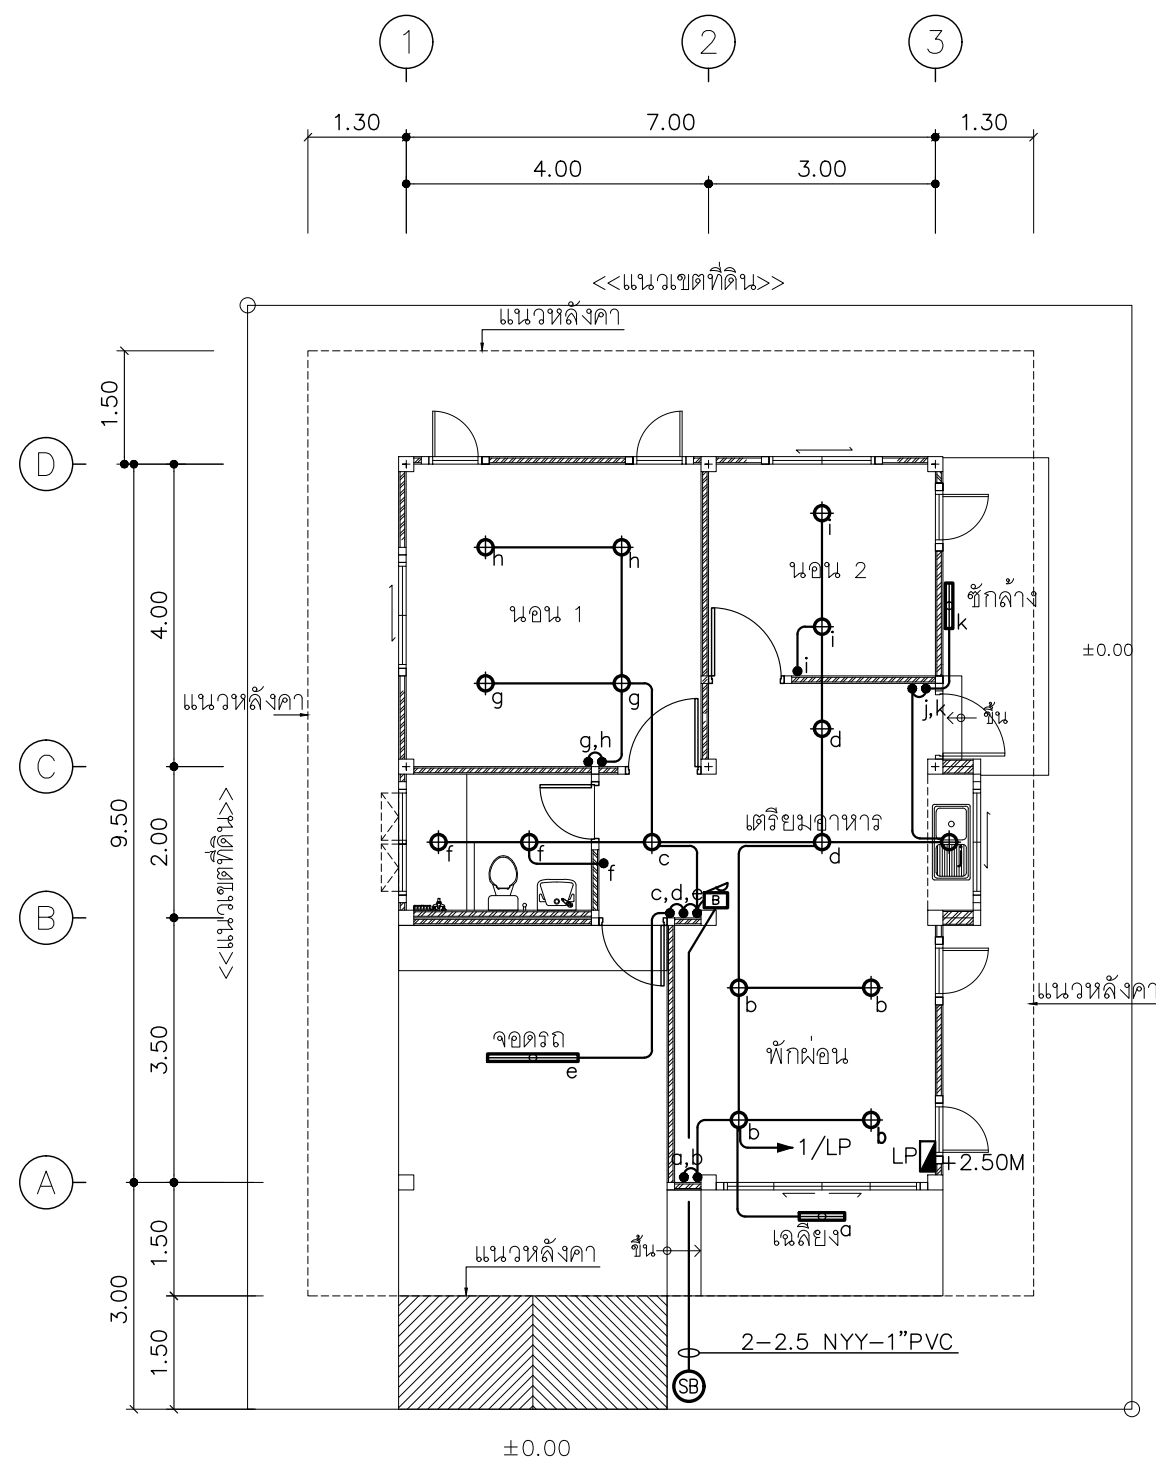 1 2 3
1.30 7.00 1.30
4.00 3.00
<<แนวเขตที่ดิน>>
แนวหลังคา
1.50
D
h h
i
นอน 1
นอน 2
i
i
ซักล้าง
k
4.00
±0.00
แนวหลังคา
g g
j,k
ขึ้น
g,h
d
C
9.50
2.00
<<แนวเขตที่ดิน>>
เตรียมอาหาร
f f
f
c
d
j
c,d,e
B
B
แนวหลังคา
b b
จอดรถ
e
พักผ่อน
3.50
b b
1/LP
LP
+2.50M
a,b
A
เฉลียง
a
ขึ้น
แนวหลังคา
1.50
3.00
1.50
2-2.5 NYY-1"PVC
SB
±0.00